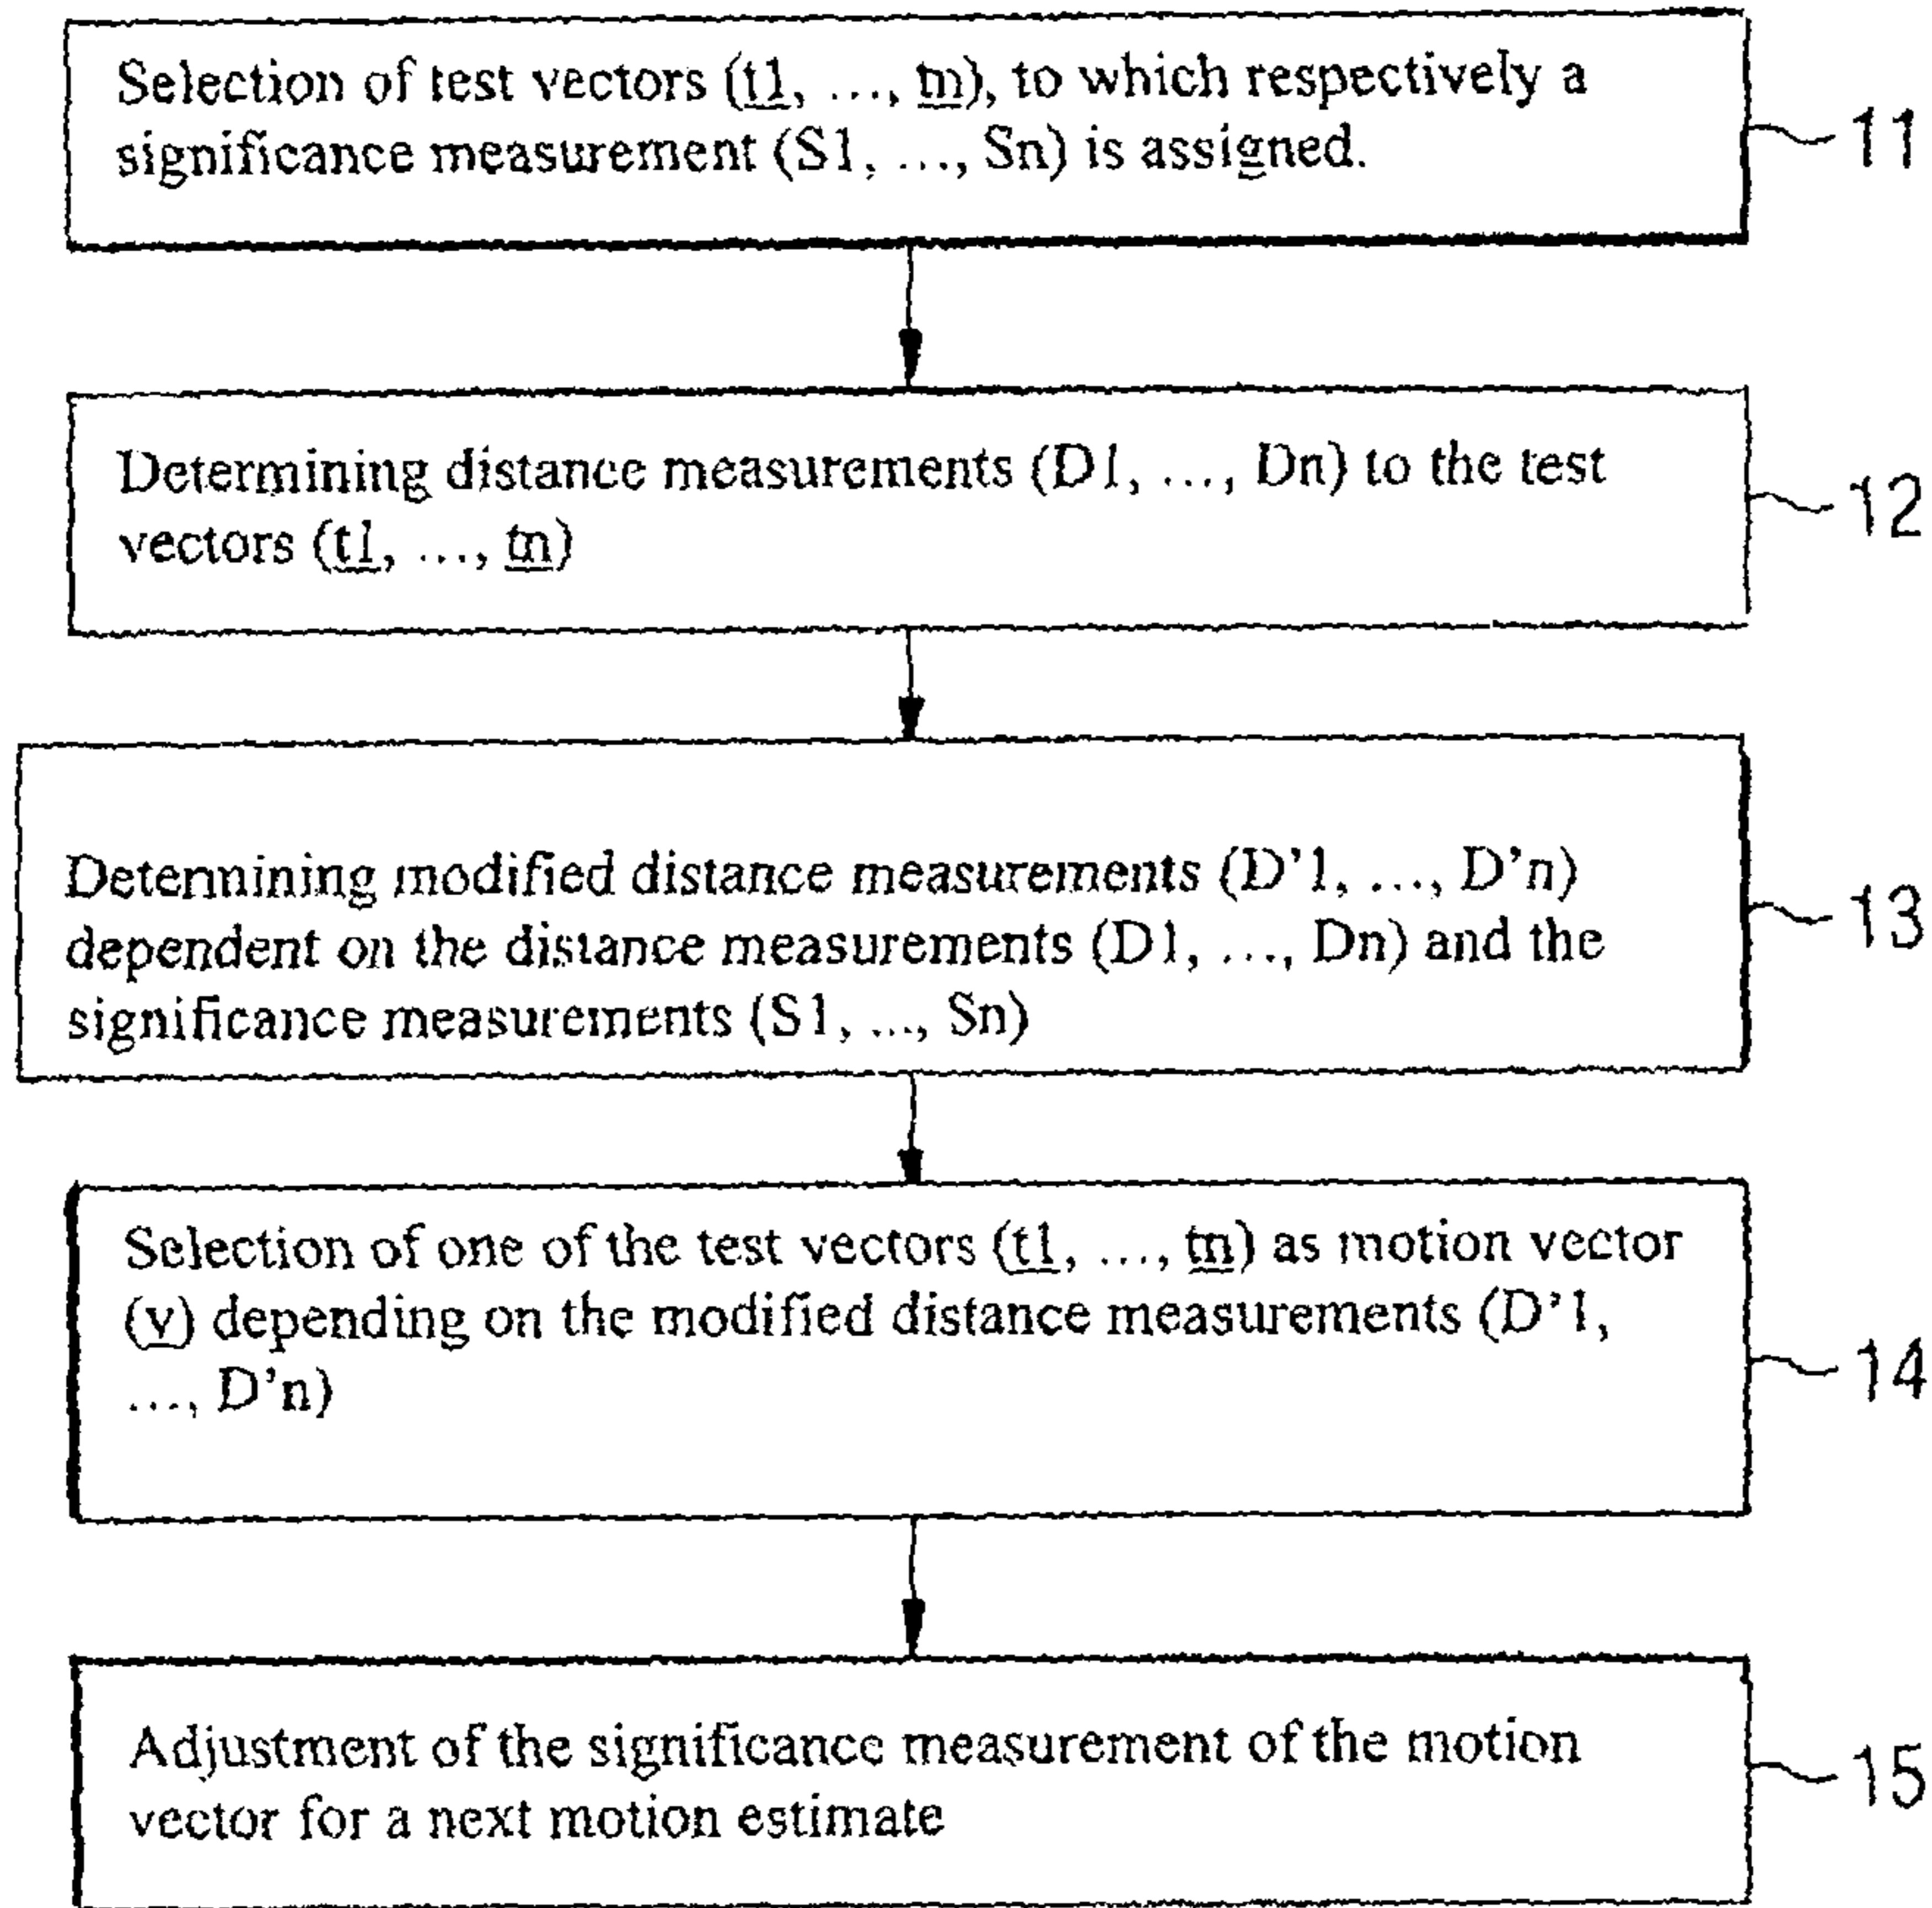 Selection of test vectors (t1, ..., tn), to which respectively a
significance measurement (S1, ..., Sn) is assigned.
11
Determining distance measurements (D1, ..., Dn) to the test
vectors (t1, ..., tn)
12
Determining modified distance measurements (D'1, ..., D'n)
dependent on the distance measurements (D1, ..., Dn) and the
significance measurements (S1, ..., Sn)
13
Selection of one of the test vectors (t1, ..., tn) as motion vector
(v) depending on the modified distance measurements (D'1,
..., D'n)
14
Adjustment of the significance measurement of the motion
vector for a next motion estimate
15